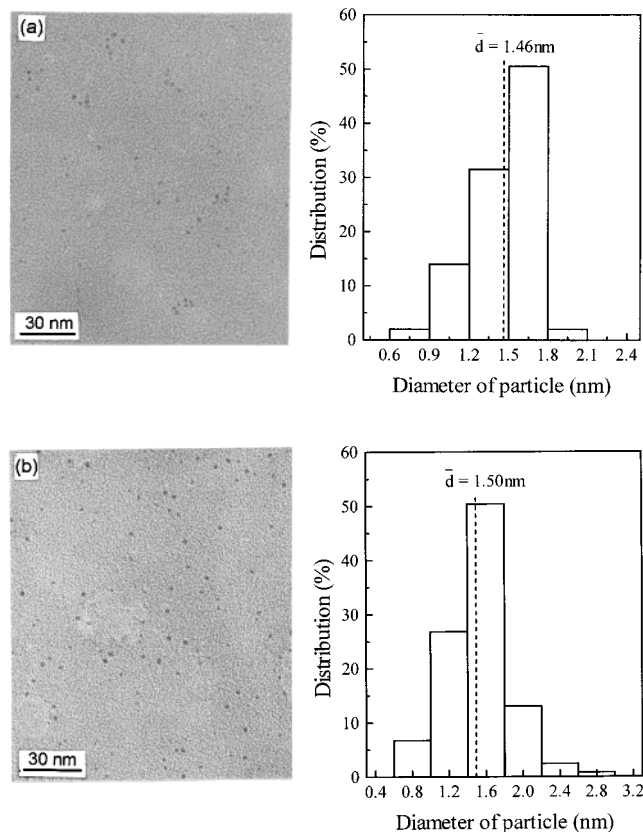 (a)
30 nm
60
50
40
30
20
10
0
d̄ = 1.46nm
Distribution (%)
0.6 0.9 1.2 1.5 1.8 2.1 2.4
Diameter of particle (nm)
(b)
30 nm
60
50
40
30
20
10
0
d̄ = 1.50nm
Distribution (%)
0.4 0.8 1.2 1.6 2.0 2.4 2.8 3.2
Diameter of particle (nm)